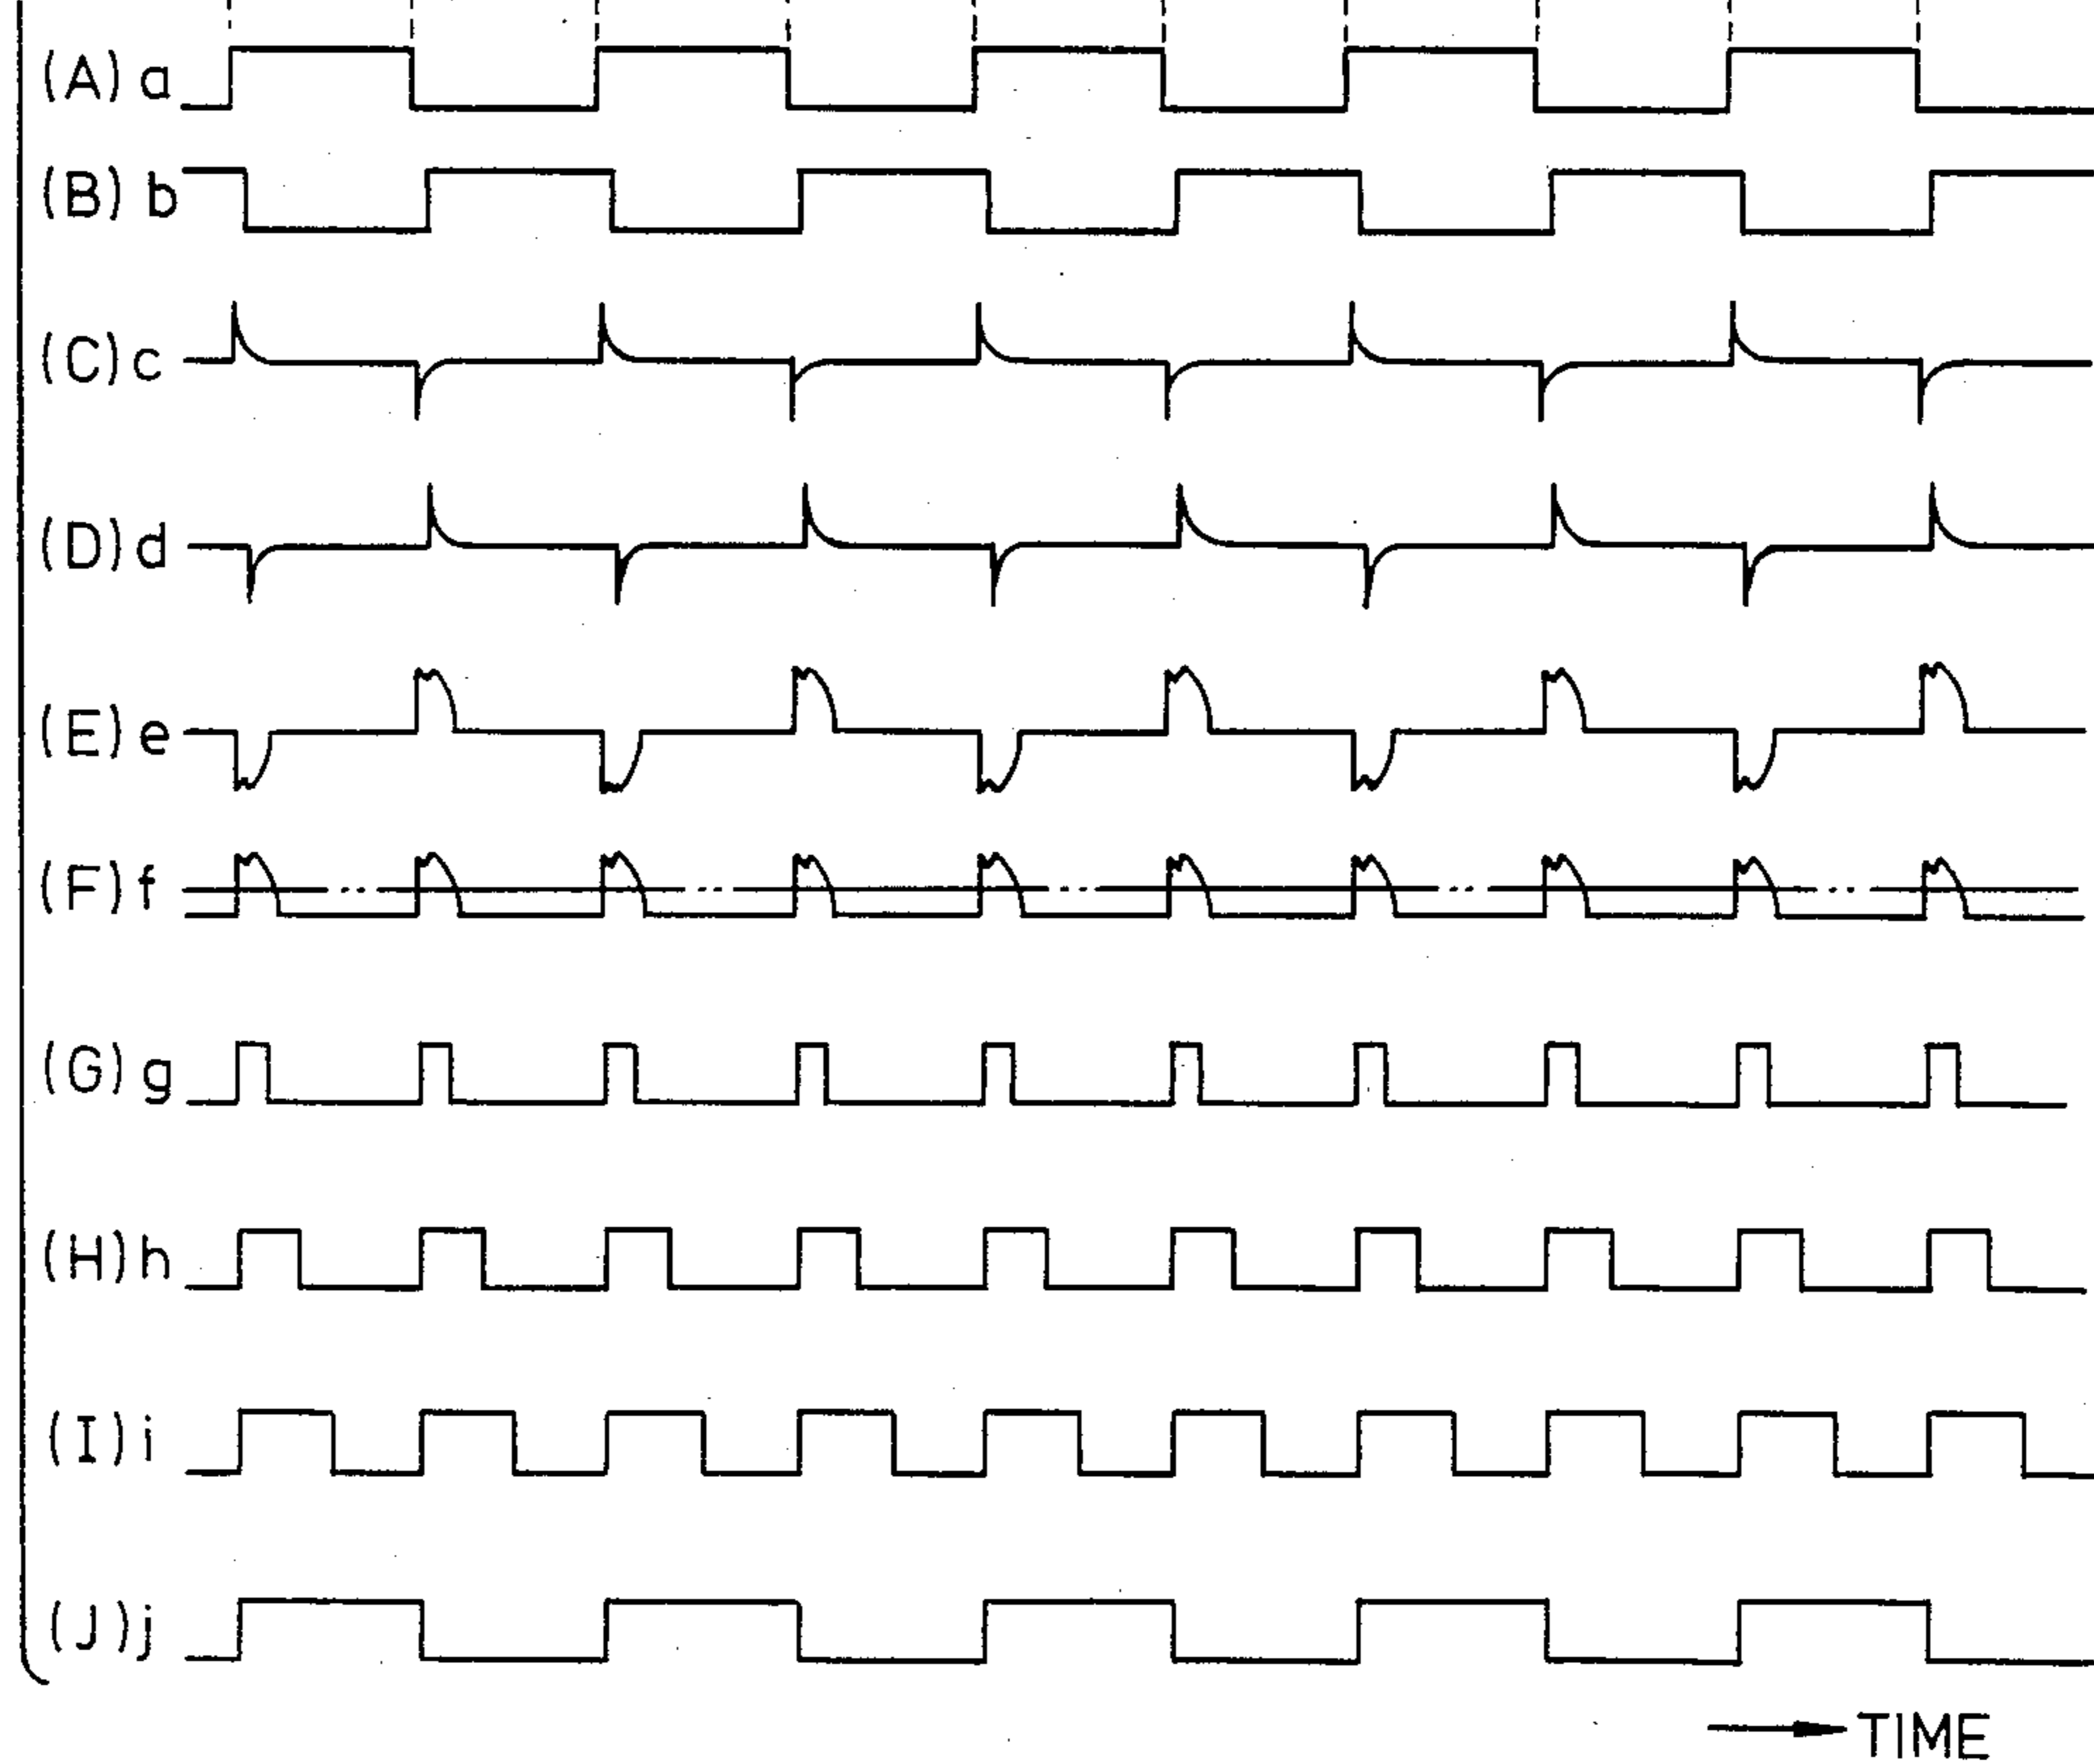 (A) a
(B) b
(C) c
(D) d
(E) e
(F) f
(G) g
(H) h
(I) i
(J) j
TIME